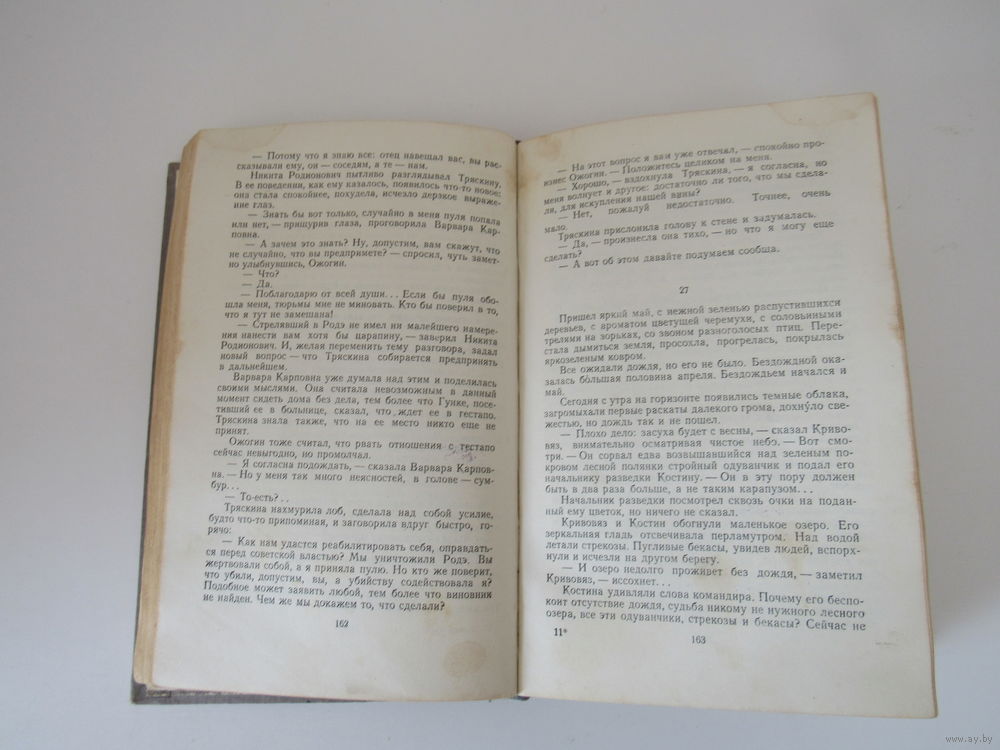 — Потому что я знаю все: отец навещал вас, вы рас-
сказывали ему, он — соседям, а те — нам.
Никита Родионович пытливо разглядывал Тряскину,
В ее поведении, как ему казалось, появилось что-то новое:
она стала спокойнее, похудела, исчезло дерзкое выраже-
ние глаз.
— Знать бы вот только, случайно в меня пуля попала
или нет, — прищурив глаза, проговорила Варвара Кар-
повна.
— А зачем это знать? Ну, допустим, вам скажут, что
не случайно, что вы предпримете? — спросил, чуть замет-
но улыбнувшись, Ожогин.
— Что?
— Да.
— Поблагодарю от всей души... Если бы пуля обо-
шла меня, тюрьмы мне не миновать. Кто бы поверил в то,
что я тут не замешана!
— Стрелявший в Родэ не имел ни малейшего намере-
ния нанести вам хотя бы царапину, — заверил Никита
Родионович. И, желая переменить тему разговора, задал
новый вопрос — что Тряскина собирается предпринять
в дальнейшем.
Варвара Карповна уже думала над этим и поделилась
своими мыслями. Она считала невозможным в данный
момент сидеть дома без дела, тем более что Гунке, посе-
тивший ее в больнице, сказал, что ждет ее в гестапо.
Тряскина знала также, что на ее место никто еще не
принят.
Ожогин тоже считал, что рвать отношения с гестапо
сейчас невыгодно, но промолчал.
— Я согласна подождать, — сказала Варвара Карпов-
на. — Но у меня так много неясностей, в голове — сум-
бур...
— То-есть?..
Тряскина нахмурила лоб, сделала над собой усилие,
будто что-то припоминая, и заговорила вдруг быстро, го-
рячо:
— Как нам удастся реабилитировать себя, оправдать-
ся перед советской властью? Мы уничтожили Родэ. Вы
жертвовали собой, а я приняла пулю. Но кто же поверит,
что убили, допустим, вы, а убийству содействовала я?
Подобное может заявить любой, тем более что виновник
не найден. Чем же мы докажем то, что сделали?
162
— На этот вопрос я вам уже отвечал, — спокойно про-
изнес Ожогин. — Положитесь целиком на меня.
— Хорошо, — вздохнула Тряскина, — я согласна, но
меня волнует и другое: достаточно ли того, что мы сдела-
ли, для искупления нашей вины?
— Нет, пожалуй недостаточно. Точнее, очень
мало.
Тряскина прислонила голову к стене и задумалась.
— Да, — произнесла она тихо, — но что я могу еще
сделать?
— А вот об этом давайте подумаем сообща.
27
Пришел яркий май, с нежной зеленью распустившихся
деревьев, с ароматом цветущей черемухи, с соловьиными
трелями на зорьках, со звоном разноголосых птиц. Пере-
стала дымиться земля, просохла, прогрелась, покрылась
яркозеленым ковром.
Все ожидали дождя, но его не было. Бездождной ока-
залась бо́льшая половина апреля. Бездождьем начался и
май.
Сегодня с утра на горизонте появились темные облака,
загромыхали первые раскаты далекого грома, дохну́ло све-
жестью, но дождь так и не пошел.
— Плохо дело: засуха будет с весны, — сказал Криво-
вяз, внимательно осматривая чистое небо. — Вот смо-
три. — Он сорвал едва возвышавшийся над зеленым по-
кровом лесной полянки стройный одуванчик и подал его
начальнику разведки Костину. — Он в эту пору должен
быть в два раза больше, а не таким карапузом...
Начальник разведки посмотрел сквозь очки на подан-
ный ему цветок, но ничего не сказал.
Кривовяз и Костин обогнули маленькое озеро. Его
зеркальная гладь отсвечивала перламутром. Над водой
летали стрекозы. Пугливые бекасы, увидев людей, вспорх-
нули и исчезли на другом берегу.
— И озеро недолго проживет без дождя, — заметил
Кривовяз, — иссохнет...
Костина удивляли слова командира. Почему его беспо-
коит отсутствие дождя, судьба никому не нужного лесного
озера, все эти одуванчики, стрекозы и бекасы? Сейчас не
11*
163
www.ay.by